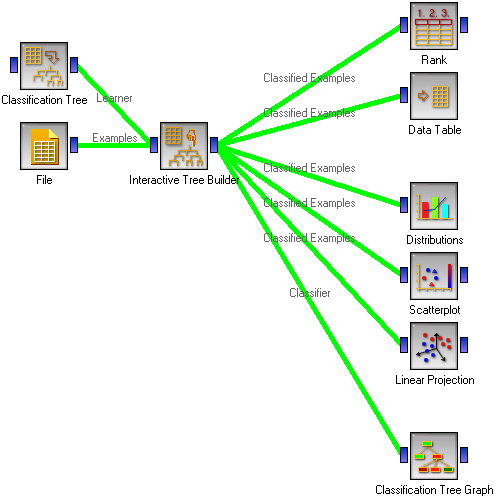 1. 2. 3.
Rank
Classified Examples
Classification Tree
Learner
Classified Examples
Data Table
Examples
File
Interactive Tree Builder
Classified Examples
Classified Examples
Distributions
Classified Examples
Classifier
Scatterplot
Linear Projection
Classification Tree Graph